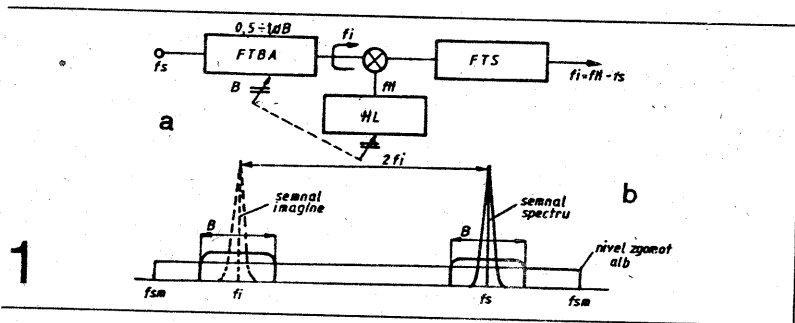 0,5÷1dB
fi
fs
FTBA
FTS
fi=fH-fs
B
fH
HL
a
2fi
b
semnal
imagine
semnal
spectru
B
B
nivel zgomot
alb
1
fsm
fi
fs
fsm